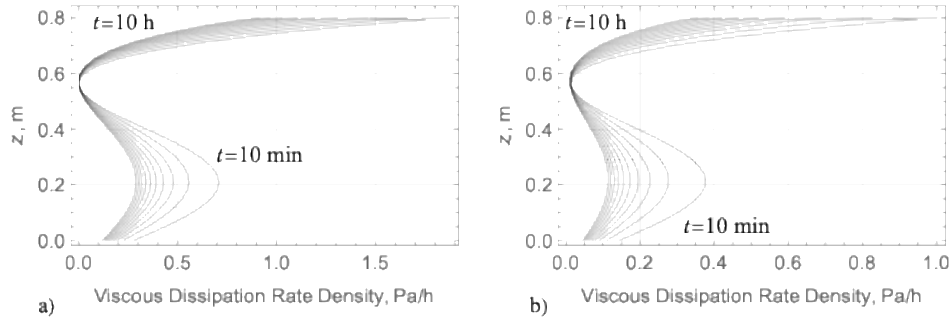 0.8
t=10 h
0.6
z, m
0.4
t=10 min
0.2
0.0
0.0 0.5 1.0 1.5
a) Viscous Dissipation Rate Density, Pa/h
0.8
t=10 h
0.6
z, m
0.4
0.2
t=10 min
0.0
0.0 0.2 0.4 0.6 0.8 1.0
b) Viscous Dissipation Rate Density, Pa/h